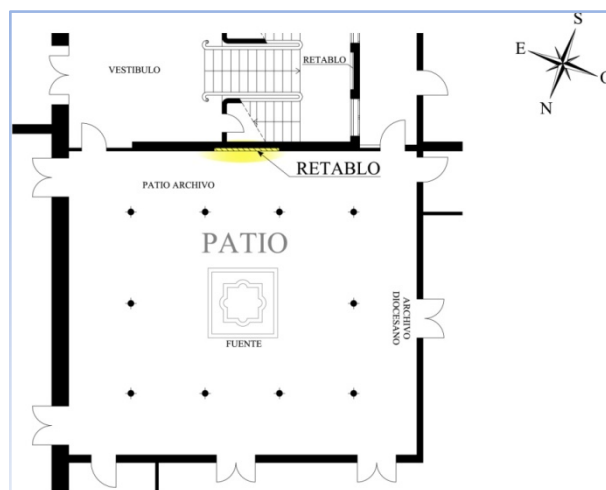 S
E
O
N
VESTIBULO
RETABLO
RETABLO
PATIO ARCHIVO
PATIO
FUENTE
ARCHIVO
DIOCESANO